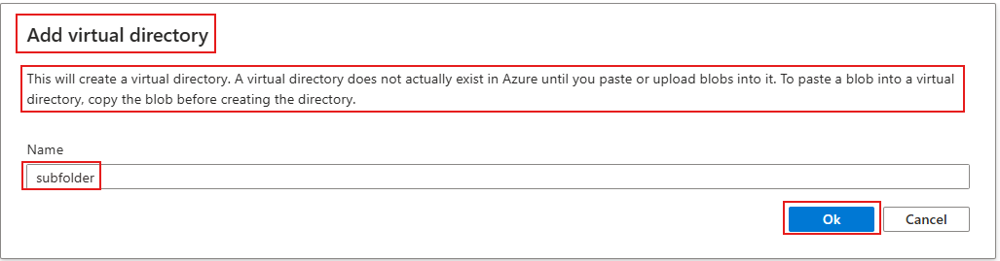 Add virtual directory
This will create a virtual directory. A virtual directory does not actually exist in Azure until you paste or upload blobs into it. To paste a blob into a virtual
directory, copy the blob before creating the directory.
Name
subfolder
Ok
Cancel